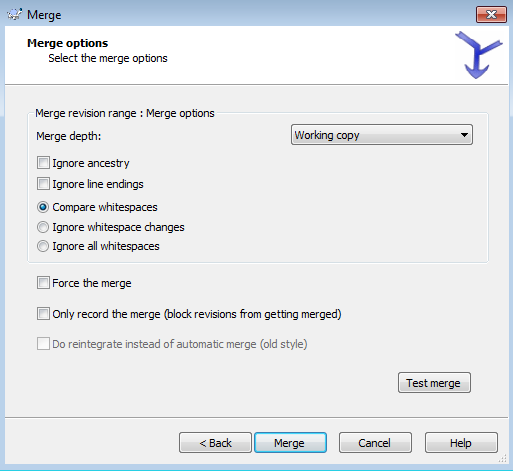 Merge
Merge options
Select the merge options
Merge revision range : Merge options
Merge depth: Working copy
Ignore ancestry
Ignore line endings
Compare whitespaces
Ignore whitespace changes
Ignore all whitespaces
Force the merge
Only record the merge (block revisions from getting merged)
Do reintegrate instead of automatic merge (old style)
Test merge
< Back Merge Cancel Help